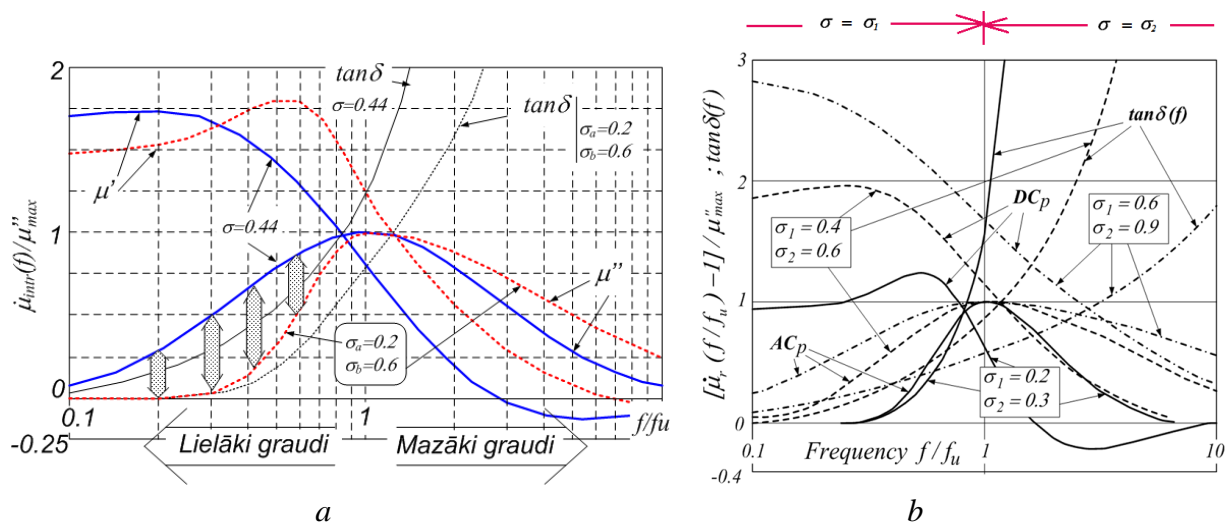 2
tanδ
σ=0.44
tanδ
σa=0.2
σb=0.6
μ'
σ=0.44
1
μ''
σa=0.2
σb=0.6
0
0.1
1
f/fu
-0.25
Lielāki graudi
Mazāki graudi
μ̇intr(f)/μ''max
a
σ = σ1
σ = σ2
3
tanδ(f)
2
DCp
σ1 = 0.4
σ2 = 0.6
σ1 = 0.6
σ2 = 0.9
1
ACp
σ1 = 0.2
σ2 = 0.3
0
0.1
Frequency f/fu
1
10
-0.4
[μ̇r(f/fu)−1]/μ''max ; tanδ(f)
b